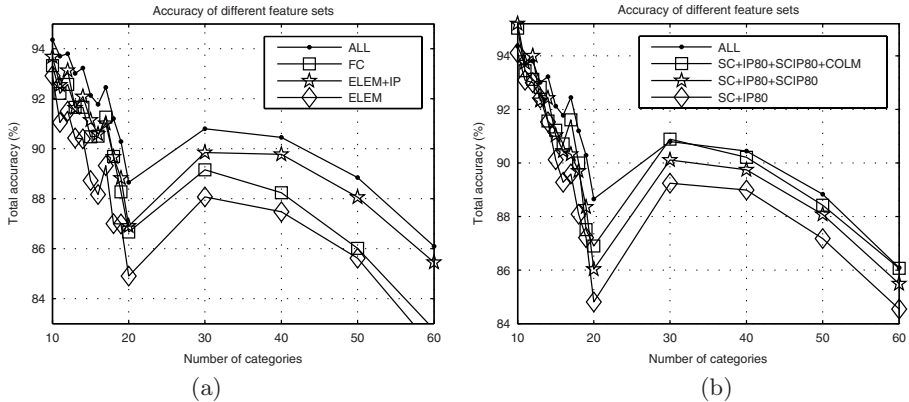 Accuracy of different feature sets
94
92
90
88
86
84
Total accuracy (%)
10
20
30
40
50
60
Number of categories
ALL
FC
ELEM+IP
ELEM
(a)
Accuracy of different feature sets
94
92
90
88
86
84
Total accuracy (%)
10
20
30
40
50
60
Number of categories
ALL
SC+IP80+SCIP80+COLM
SC+IP80+SCIP80
SC+IP80
(b)